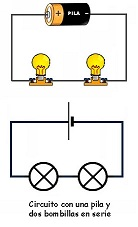 + PILA -
Circuito con una pila y
dos bombillas en serie